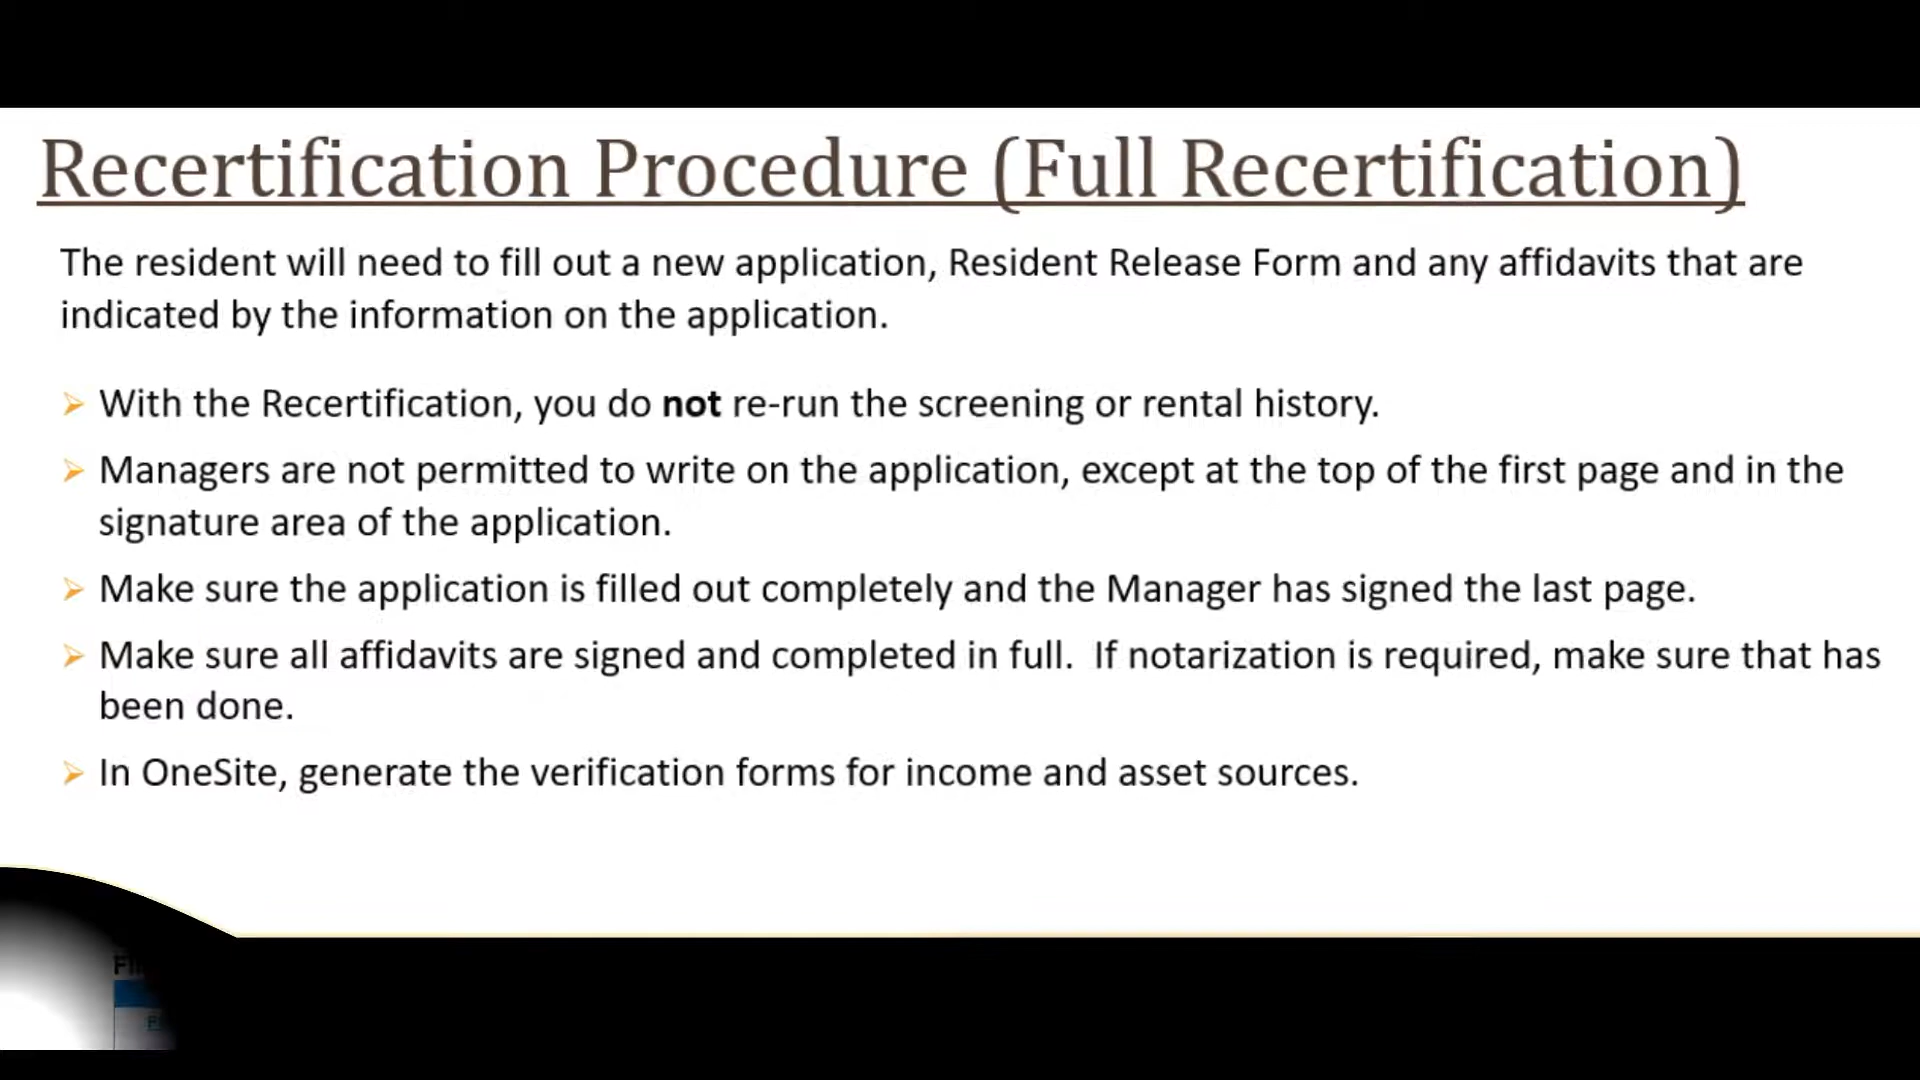 Recertification Procedure (Full Recertification)
The resident will need to fill out a new application, Resident Release Form and any affidavits that are
indicated by the information on the application.
➢ With the Recertification, you do not re-run the screening or rental history.
➢ Managers are not permitted to write on the application, except at the top of the first page and in the
signature area of the application.
➢ Make sure the application is filled out completely and the Manager has signed the last page.
➢ Make sure all affidavits are signed and completed in full.  If notarization is required, make sure that has
been done.
➢ In OneSite, generate the verification forms for income and asset sources.